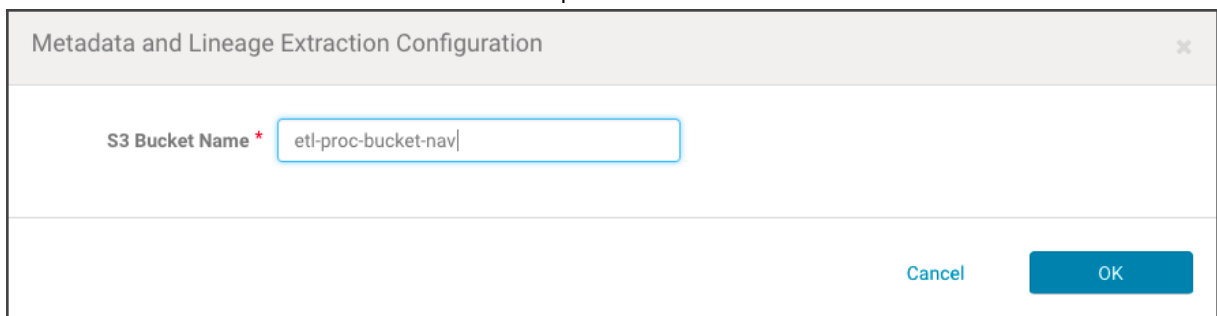 Metadata and Lineage Extraction Configuration
S3 Bucket Name * etl-proc-bucket-nav
Cancel OK